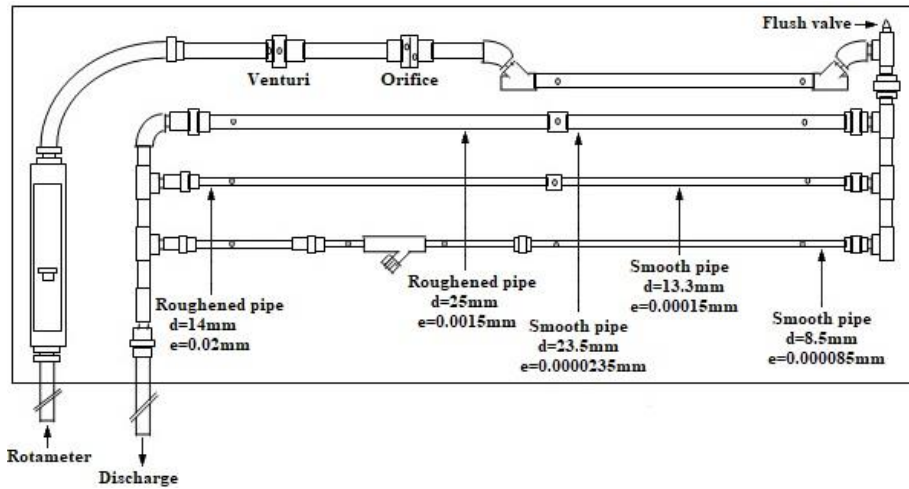 Flush valve
Venturi
Orifice
Roughened pipe
d=14mm
e=0.02mm
Roughened pipe
d=25mm
e=0.0015mm
Smooth pipe
d=23.5mm
e=0.0000235mm
Smooth pipe
d=13.3mm
e=0.00015mm
Smooth pipe
d=8.5mm
e=0.000085mm
Rotameter
Discharge